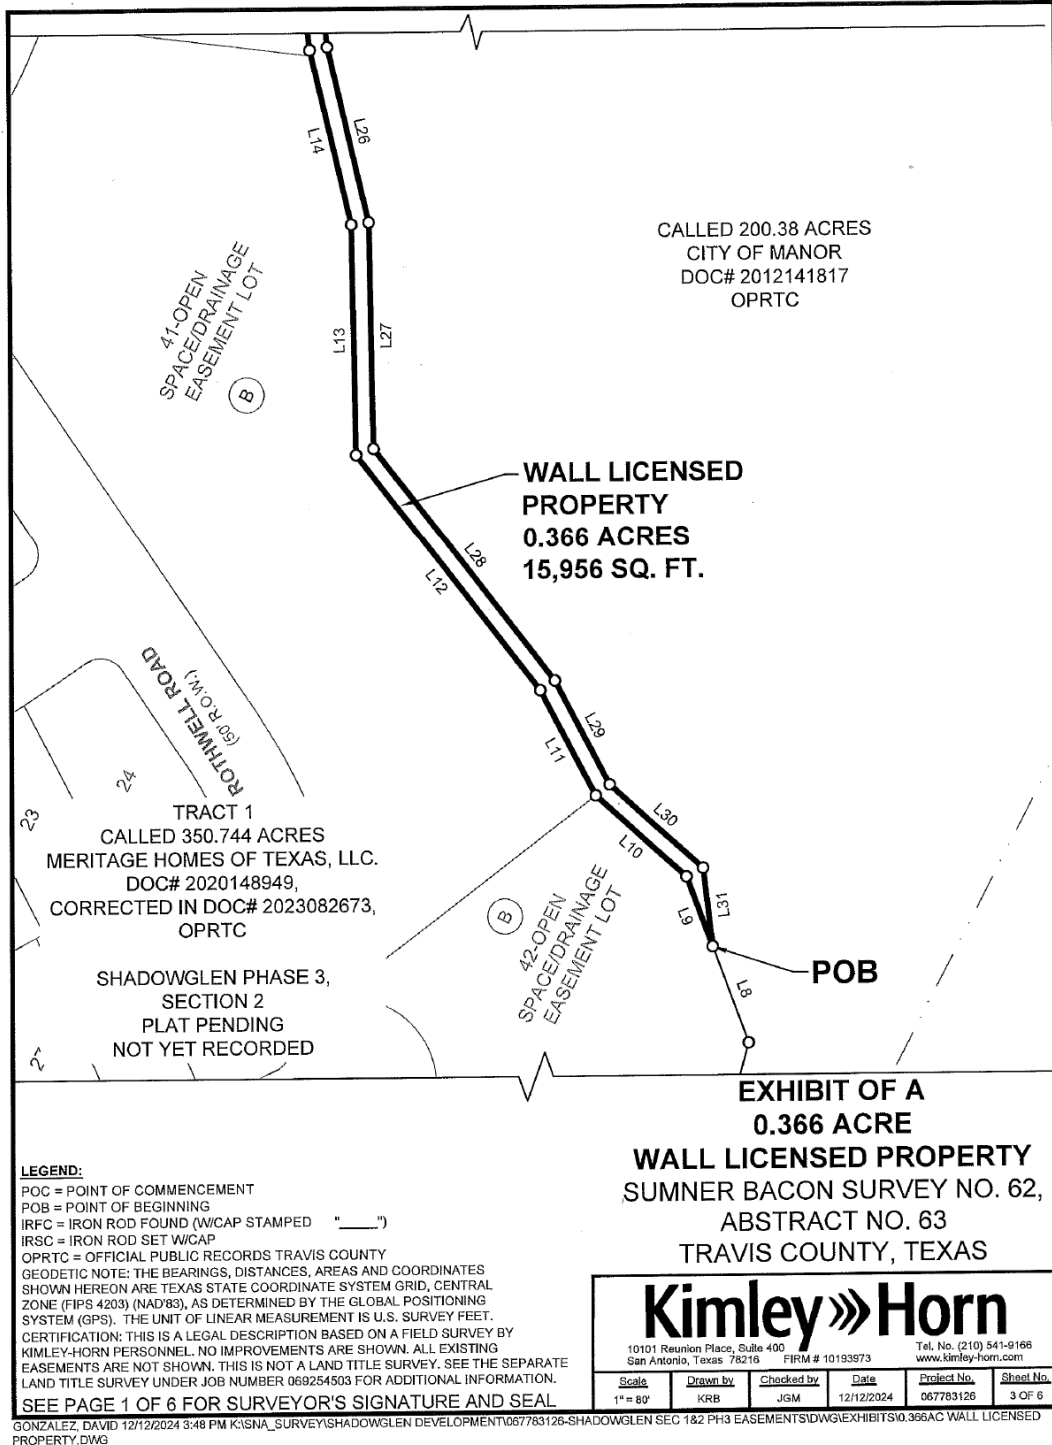 L14
L26
CALLED 200.38 ACRES
CITY OF MANOR
DOC# 2012141817
OPRTC
41-OPEN
SPACE/DRAINAGE
EASEMENT LOT
B
L13
L27
WALL LICENSED
PROPERTY
0.366 ACRES
15,956 SQ. FT.
L28
L12
ROTHWELL ROAD
(50' R.O.W.)
L29
L11
24
23
TRACT 1
CALLED 350.744 ACRES
MERITAGE HOMES OF TEXAS, LLC.
DOC# 2020148949,
CORRECTED IN DOC# 2023082673,
OPRTC
L30
L10
B
42-OPEN
SPACE/DRAINAGE
EASEMENT LOT
L9
L31
POB
L8
SHADOWGLEN PHASE 3,
SECTION 2
PLAT PENDING
NOT YET RECORDED
EXHIBIT OF A
0.366 ACRE
WALL LICENSED PROPERTY
SUMNER BACON SURVEY NO. 62,
ABSTRACT NO. 63
TRAVIS COUNTY, TEXAS
LEGEND:
POC = POINT OF COMMENCEMENT
POB = POINT OF BEGINNING
IRFC = IRON ROD FOUND (W/CAP STAMPED "_____")
IRSC = IRON ROD SET W/CAP
OPRTC = OFFICIAL PUBLIC RECORDS TRAVIS COUNTY
GEODETIC NOTE: THE BEARINGS, DISTANCES, AREAS AND COORDINATES
SHOWN HEREON ARE TEXAS STATE COORDINATE SYSTEM GRID, CENTRAL
ZONE (FIPS 4203) (NAD'83), AS DETERMINED BY THE GLOBAL POSITIONING
SYSTEM (GPS). THE UNIT OF LINEAR MEASUREMENT IS U.S. SURVEY FEET.
CERTIFICATION: THIS IS A LEGAL DESCRIPTION BASED ON A FIELD SURVEY BY
KIMLEY-HORN PERSONNEL. NO IMPROVEMENTS ARE SHOWN. ALL EXISTING
EASEMENTS ARE NOT SHOWN. THIS IS NOT A LAND TITLE SURVEY. SEE THE SEPARATE
LAND TITLE SURVEY UNDER JOB NUMBER 069254503 FOR ADDITIONAL INFORMATION.
SEE PAGE 1 OF 6 FOR SURVEYOR'S SIGNATURE AND SEAL
Kimley»Horn
10101 Reunion Place, Suite 400
San Antonio, Texas 78216 FIRM # 10193973
Tel. No. (210) 541-9166
www.kimley-horn.com
Scale Drawn by Checked by Date Project No. Sheet No.
1" = 80' KRB JGM 12/12/2024 067783126 3 OF 6
GONZALEZ, DAVID 12/12/2024 3:48 PM K:\SNA_SURVEY\SHADOWGLEN DEVELOPMENT\067783126-SHADOWGLEN SEC 1&2 PH3 EASEMENTS\DWG\EXHIBITS\0.366AC WALL LICENSED
PROPERTY.DWG